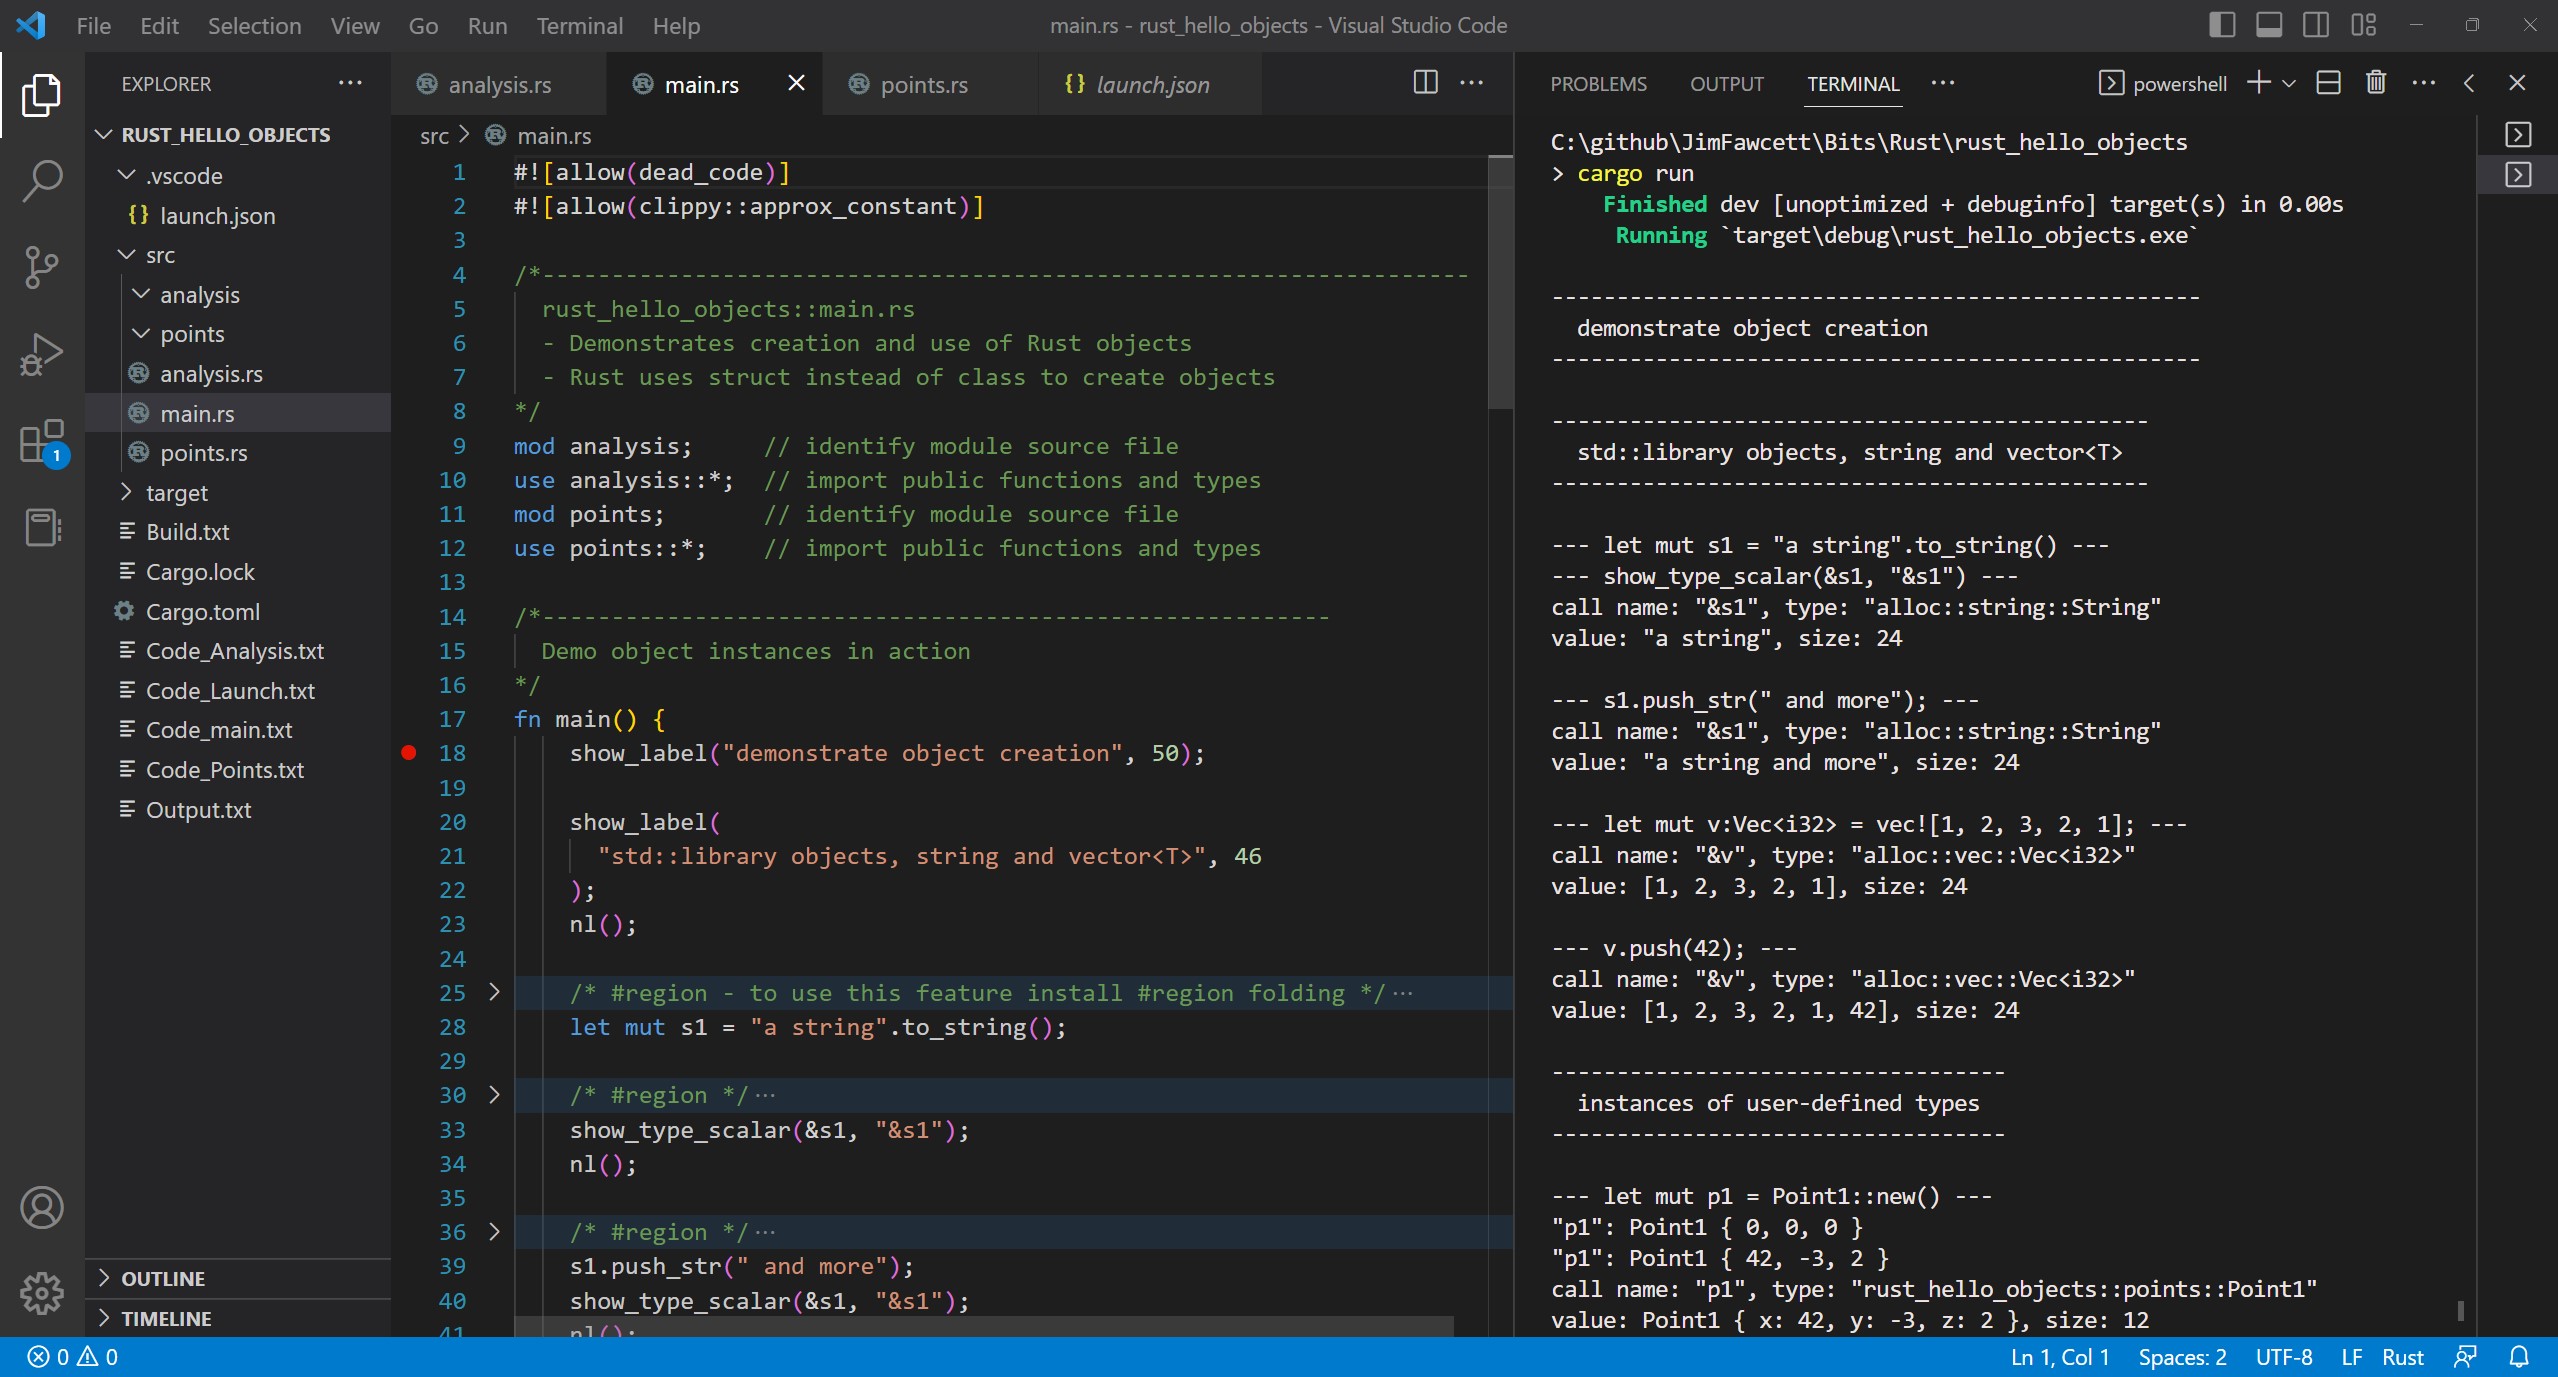 File Edit Selection View Go Run Terminal Help
main.rs - rust_hello_objects - Visual Studio Code
EXPLORER
RUST_HELLO_OBJECTS
.vscode
{} launch.json
src
analysis
points
analysis.rs
main.rs
points.rs
target
Build.txt
Cargo.lock
Cargo.toml
Code_Analysis.txt
Code_Launch.txt
Code_main.txt
Code_Points.txt
Output.txt
OUTLINE
TIMELINE
1
analysis.rs main.rs points.rs {} launch.json
src > main.rs
1 #![allow(dead_code)]
2 #![allow(clippy::approx_constant)]
3
4 /*-------------------------------------------------------------------
5 rust_hello_objects::main.rs
6 - Demonstrates creation and use of Rust objects
7 - Rust uses struct instead of class to create objects
8 */
9 mod analysis; // identify module source file
10 use analysis::*; // import public functions and types
11 mod points; // identify module source file
12 use points::*; // import public functions and types
13
14 /*---------------------------------------------------------
15 Demo object instances in action
16 */
17 fn main() {
18 show_label("demonstrate object creation", 50);
19
20 show_label(
21 "std::library objects, string and vector<T>", 46
22 );
23 nl();
24
25 /* #region - to use this feature install #region folding */···
28 let mut s1 = "a string".to_string();
29
30 /* #region */···
33 show_type_scalar(&s1, "&s1");
34 nl();
35
36 /* #region */···
39 s1.push_str(" and more");
40 show_type_scalar(&s1, "&s1");
41 nl();
PROBLEMS OUTPUT TERMINAL ··· powershell
C:\github\JimFawcett\Bits\Rust\rust_hello_objects
> cargo run
Finished dev [unoptimized + debuginfo] target(s) in 0.00s
Running `target\debug\rust_hello_objects.exe`
--------------------------------------------------
demonstrate object creation
--------------------------------------------------
----------------------------------------------
std::library objects, string and vector<T>
----------------------------------------------
--- let mut s1 = "a string".to_string() ---
--- show_type_scalar(&s1, "&s1") ---
call name: "&s1", type: "alloc::string::String"
value: "a string", size: 24
--- s1.push_str(" and more"); ---
call name: "&s1", type: "alloc::string::String"
value: "a string and more", size: 24
--- let mut v:Vec<i32> = vec![1, 2, 3, 2, 1]; ---
call name: "&v", type: "alloc::vec::Vec<i32>"
value: [1, 2, 3, 2, 1], size: 24
--- v.push(42); ---
call name: "&v", type: "alloc::vec::Vec<i32>"
value: [1, 2, 3, 2, 1, 42], size: 24
-----------------------------------
instances of user-defined types
-----------------------------------
--- let mut p1 = Point1::new() ---
"p1": Point1 { 0, 0, 0 }
"p1": Point1 { 42, -3, 2 }
call name: "p1", type: "rust_hello_objects::points::Point1"
value: Point1 { x: 42, y: -3, z: 2 }, size: 12
0 0
Ln 1, Col 1 Spaces: 2 UTF-8 LF Rust